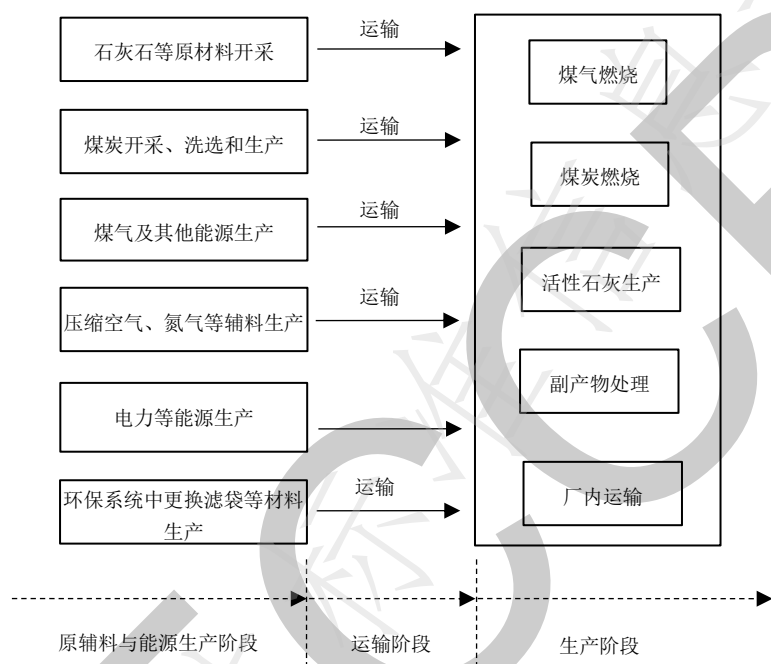 石灰石等原材料开采
运输
煤气燃烧
煤炭开采、洗选和生产
运输
煤炭燃烧
煤气及其他能源生产
运输
活性石灰生产
压缩空气、氮气等辅料生产
运输
副产物处理
电力等能源生产
环保系统中更换滤袋等材料
生产
运输
厂内运输
原辅料与能源生产阶段
运输阶段
生产阶段